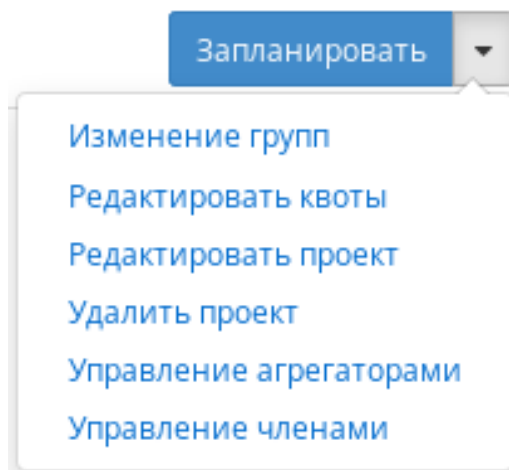 Запланировать
Изменение групп
Редактировать квоты
Редактировать проект
Удалить проект
Управление агрегаторами
Управление членами